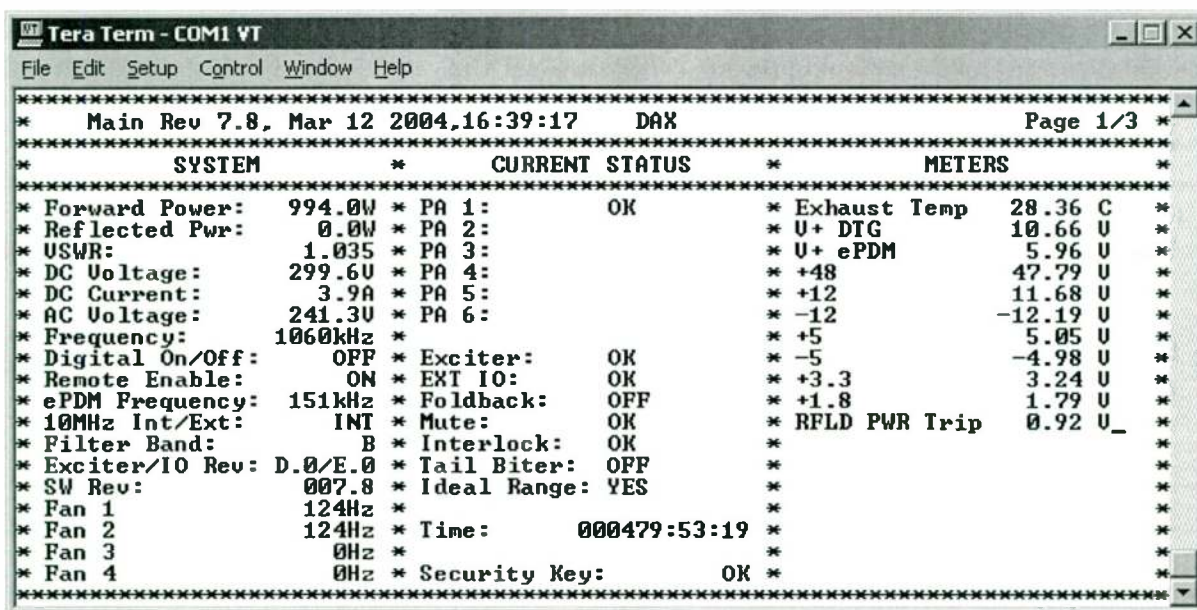 Tera Term - COM1 VT
File Edit Setup Control Window Help
************************************************************************
* Main Rev 7.8, Mar 12 2004,16:39:17 DAX Page 1/3 *
************************************************************************
* SYSTEM * CURRENT STATUS * METERS *
************************************************************************
* Forward Power: 994.0W * PA 1: OK * Exhaust Temp 28.36 C *
* Reflected Pwr: 0.0W * PA 2: * V+ DTG 10.66 V *
* VSWR: 1.035 * PA 3: * V+ ePDM 5.96 V *
* DC Voltage: 299.6V * PA 4: * +48 47.79 V *
* DC Current: 3.9A * PA 5: * +12 11.68 V *
* AC Voltage: 241.3V * PA 6: * -12 -12.19 V *
* Frequency: 1060kHz * * +5 5.05 V *
* Digital On/Off: OFF * Exciter: OK * -5 -4.98 V *
* Remote Enable: ON * EXT IO: OK * +3.3 3.24 V *
* ePDM Frequency: 151kHz * Foldback: OFF * +1.8 1.79 V *
* 10MHz Int/Ext: INT * Mute: OK * RFLD PWR Trip 0.92 V_ *
* Filter Band: B * Interlock: OK * *
* Exciter/IO Rev: D.0/E.0 * Tail Biter: OFF * *
* SW Rev: 007.8 * Ideal Range: YES * *
* Fan 1 124Hz * * *
* Fan 2 124Hz * Time: 000479:53:19 * *
* Fan 3 0Hz * * *
* Fan 4 0Hz * Security Key: OK * *
************************************************************************